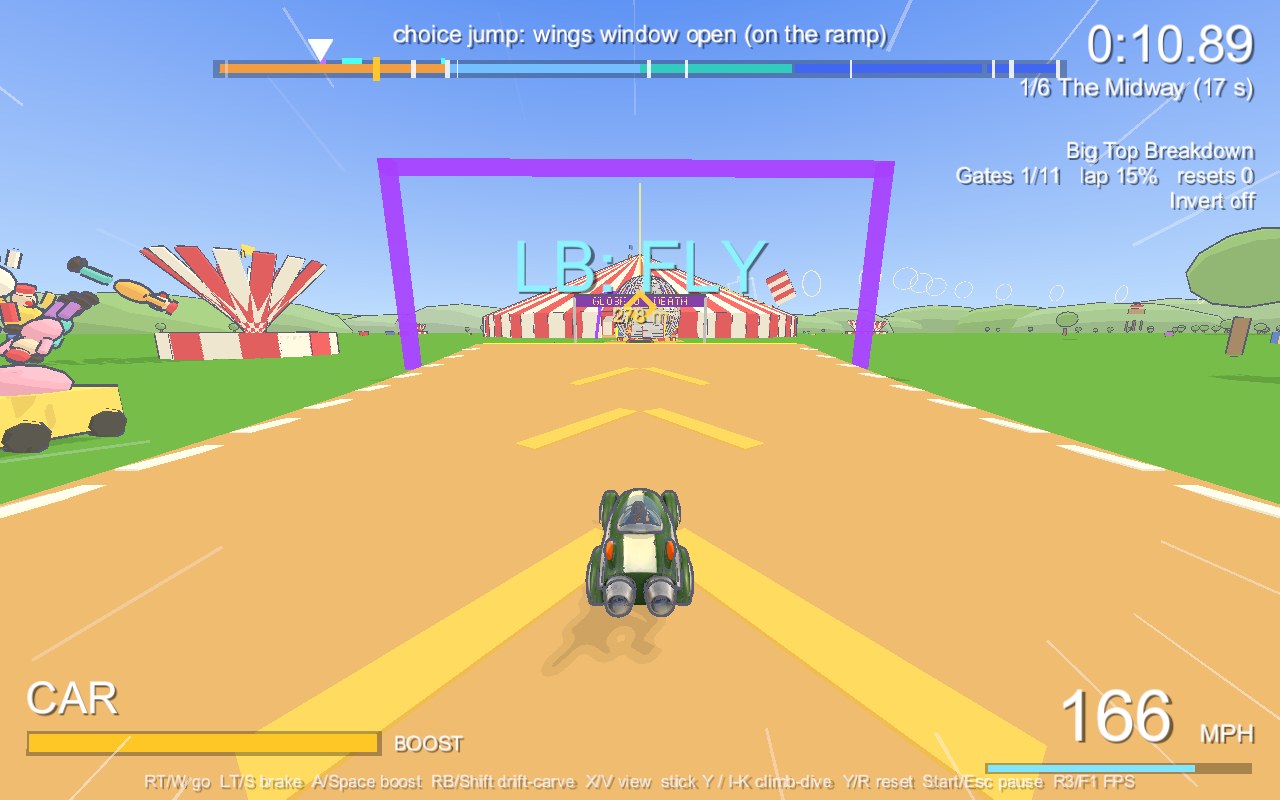 choice jump: wings window open (on the ramp)
0:10.89
1/6 The Midway (17 s)
Big Top Breakdown
Gates 1/11 lap 15% resets 0
Invert off
LB: FLY
CAR
BOOST
166 MPH
RT/W go LT/S brake A/Space boost RB/Shift drift-carve X/V view stick Y / I-K climb-dive Y/R reset Start/Esc pause R3/F1 FPS